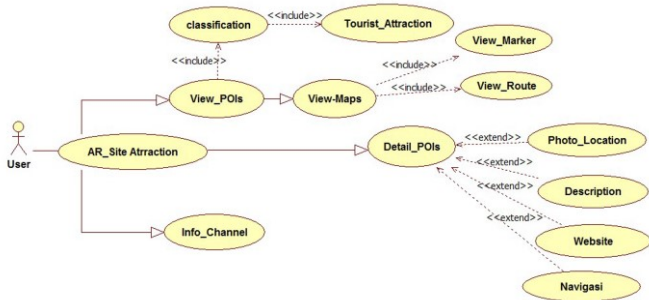 classification
<<include>>
Tourist_Attraction
<<include>>
View_POIs
View-Maps
<<include>>
View_Marker
<<include>>
View_Route
User
AR_Site Atrraction
Detail_POIs
<<extend>>
Photo_Location
<<extend>>
Description
<<extend>>
Website
<<extend>>
Navigasi
Info_Channel